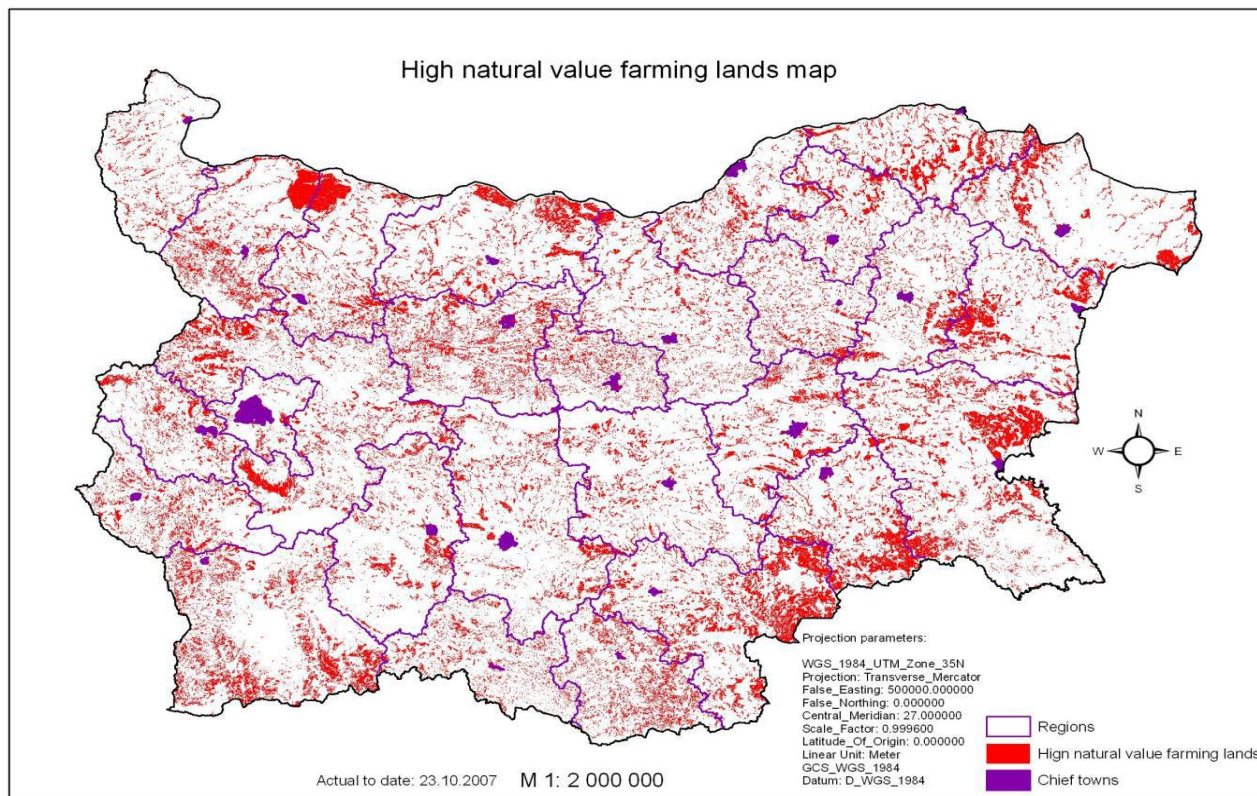 High natural value farming lands map
N
W E
S
Projection parameters:
WGS_1984_UTM_Zone_35N
Projection: Transverse_Mercator
False_Easting: 500000.000000
False_Northing: 0.000000
Central_Meridian: 27.000000
Scale_Factor: 0.999600
Latitude_Of_Origin: 0.000000
Linear Unit: Meter
GCS_WGS_1984
Datum: D_WGS_1984
Regions
Hign natural value farming lands
Chief towns
Actual to date: 23.10.2007 M 1: 2 000 000